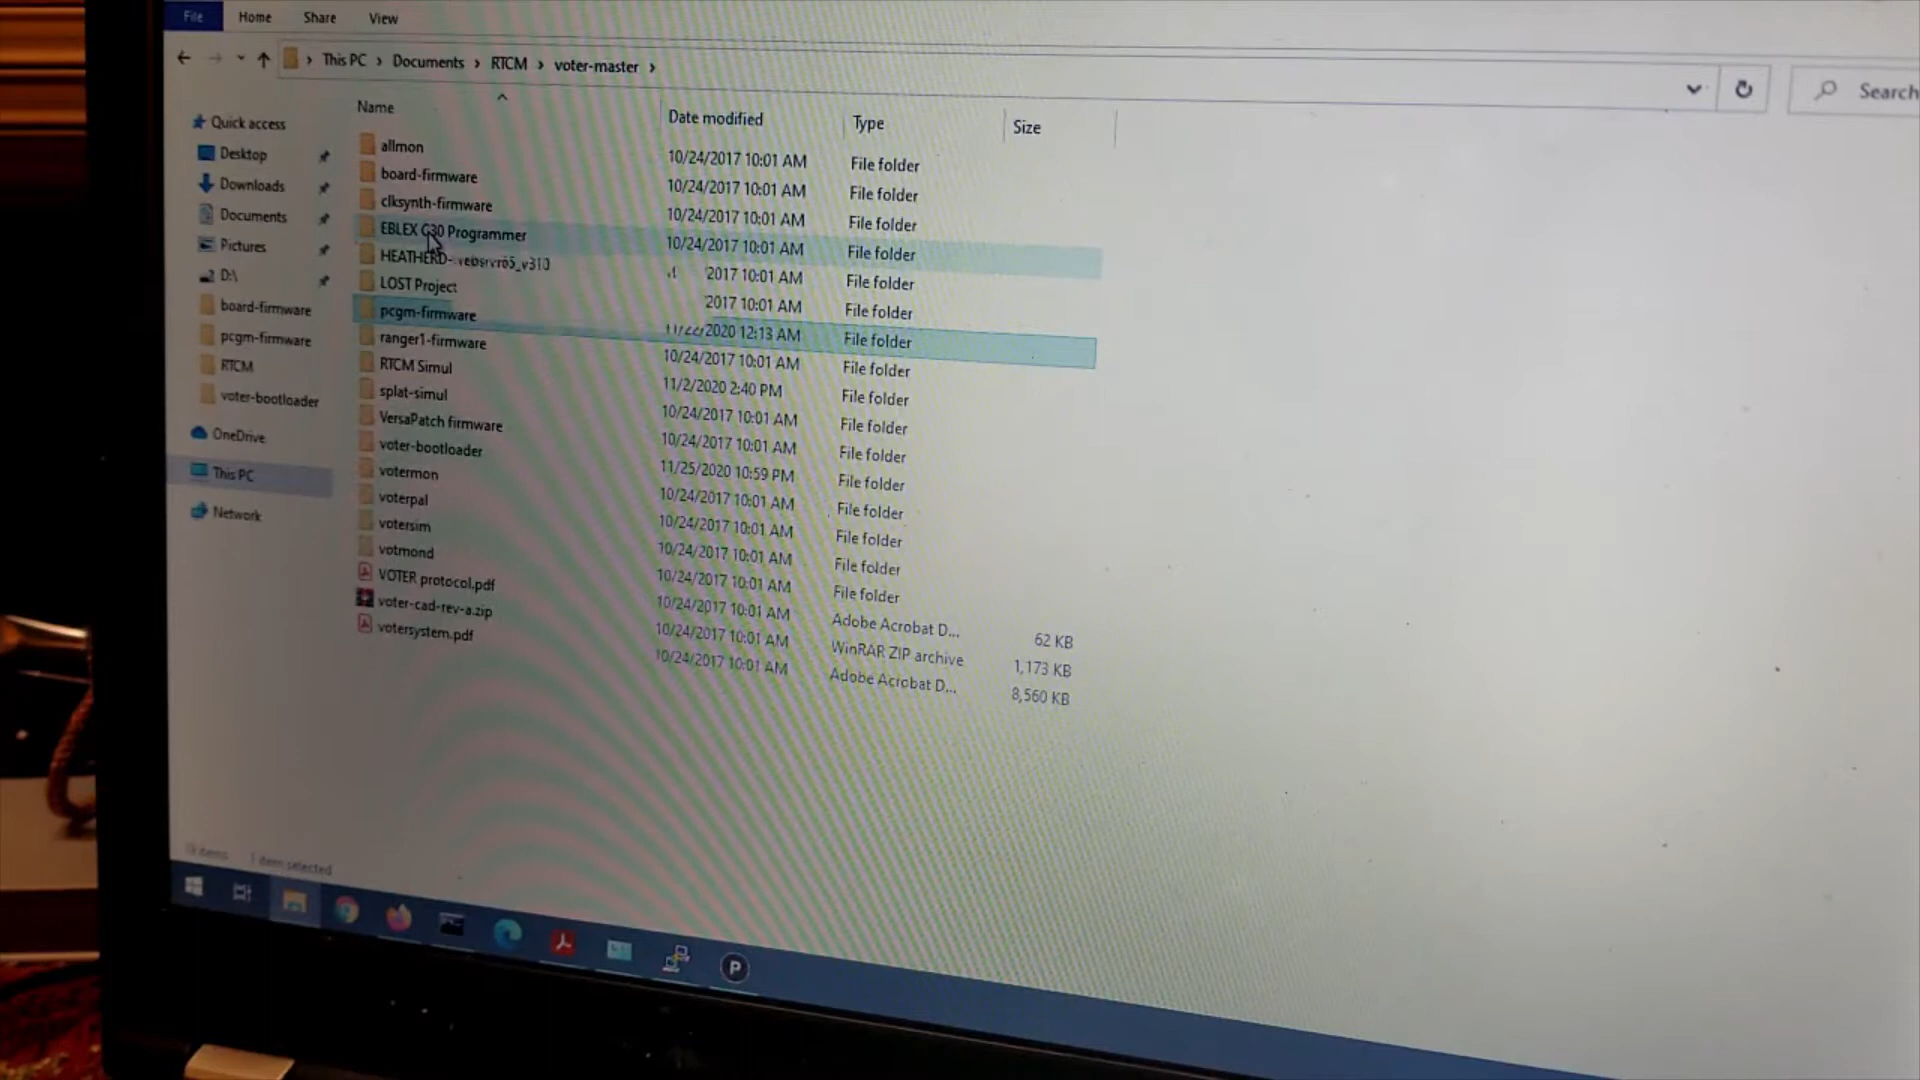 File Home Share View
This PC > Documents > RTCM > voter-master >
Search
Name Date modified Type Size
Quick access
Desktop
Downloads
Documents
Pictures
D:\
board-firmware
pcgm-firmware
RTCM
voter-bootloader
OneDrive
This PC
Network
allmon 10/24/2017 10:01 AM File folder
board-firmware 10/24/2017 10:01 AM File folder
clksynth-firmware 10/24/2017 10:01 AM File folder
EBLEX C30 Programmer 10/24/2017 10:01 AM File folder
2017 10:01 AM File folder
LOST Project 2017 10:01 AM File folder
pcgm-firmware 11/22/2020 12:13 AM File folder
ranger1-firmware 10/24/2017 10:01 AM File folder
RTCM Simul 11/2/2020 2:40 PM File folder
splat-simul 10/24/2017 10:01 AM File folder
VersaPatch firmware 10/24/2017 10:01 AM File folder
voter-bootloader 11/25/2020 10:59 PM File folder
votermon 10/24/2017 10:01 AM File folder
voterpal 10/24/2017 10:01 AM File folder
votersim 10/24/2017 10:01 AM File folder
votmond 10/24/2017 10:01 AM File folder
VOTER protocol.pdf 10/24/2017 10:01 AM Adobe Acrobat D... 62 KB
voter-cad-rev-a.zip 10/24/2017 10:01 AM WinRAR ZIP archive 1,173 KB
votersystem.pdf 10/24/2017 10:01 AM Adobe Acrobat D... 8,560 KB
items 1 item selected
P